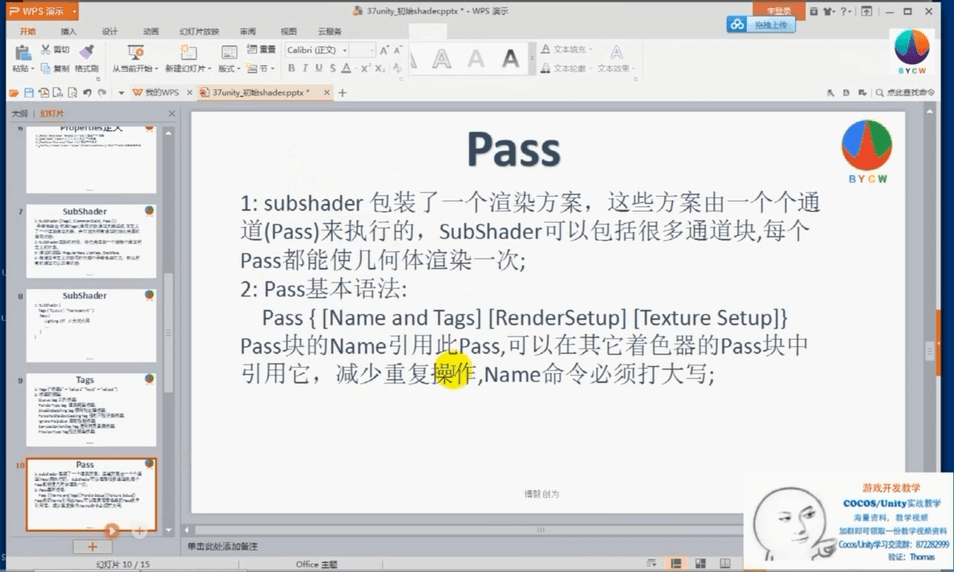 WPS 演示
37unity_初始shader.pptx * - WPS 演示
未登录
开始 插入 设计 动画 幻灯片放映 审阅 视图 云服务
拖拽上传
粘贴 剪切 复制 格式刷 从当前开始 新建幻灯片 版式 重置 节
Calibri (正文)
B I U S A X² X₂
A A A A
文本填充 文本轮廓 文本效果
BYCW
我的WPS
37unity_初始shader.pptx *
点此查找命令
大纲 幻灯片
Properties定义
7
SubShader
8
SubShader
9
Tags
10
Pass
Pass
BYCW
1: subshader 包装了一个渲染方案，这些方案由一个个通
道(Pass)来执行的，SubShader可以包括很多通道块,每个
Pass都能使几何体渲染一次;
2: Pass基本语法:
Pass { [Name and Tags] [RenderSetup] [Texture Setup]}
Pass块的Name引用此Pass,可以在其它着色器的Pass块中
引用它，减少重复操作,Name命令必须打大写;
博智创为
游戏开发教学
COCOS/Unity实战教学
海量资料，教学视频
加群即可领取一份教学视频资料
Cocos/Unity学习交流群：872282999
验证：Thomas
单击此处添加备注
幻灯片 10 / 15
Office 主题